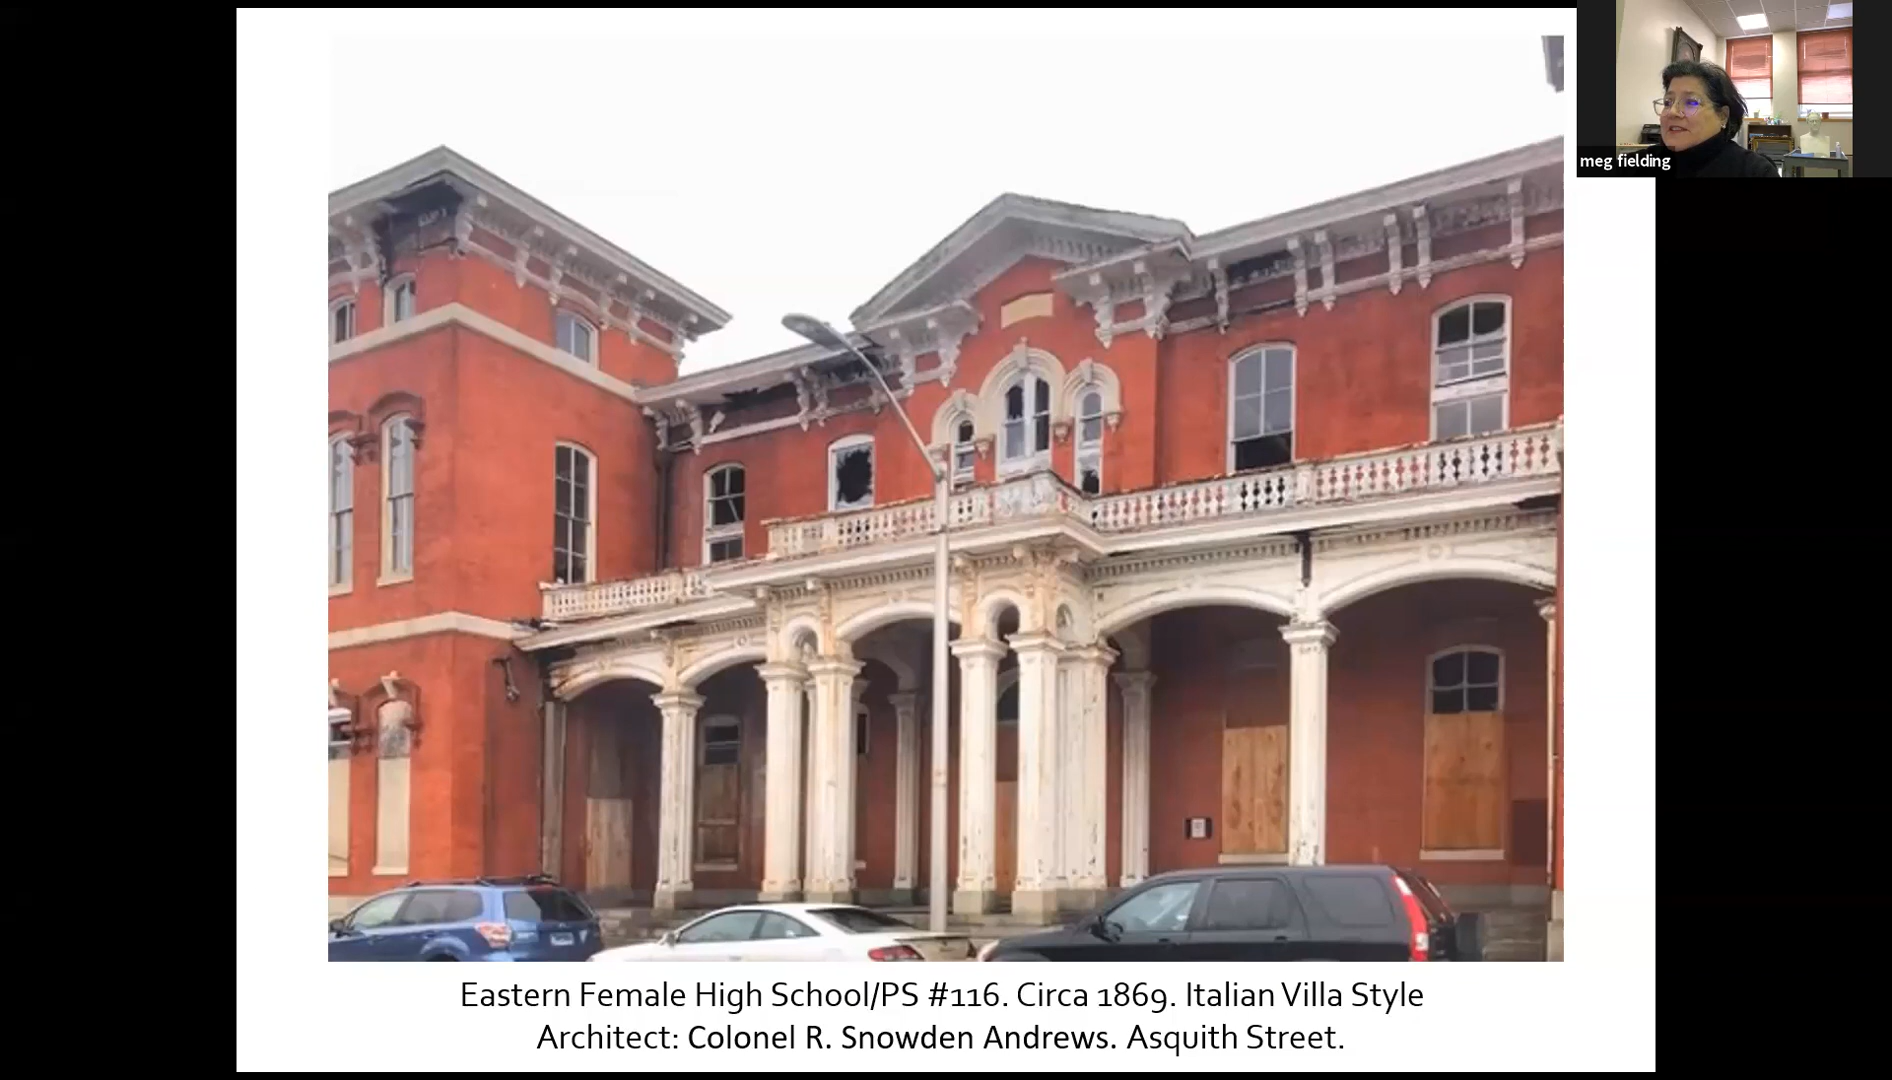 meg fielding
Eastern Female High School/PS #116. Circa 1869. Italian Villa Style
Architect: Colonel R. Snowden Andrews. Asquith Street.